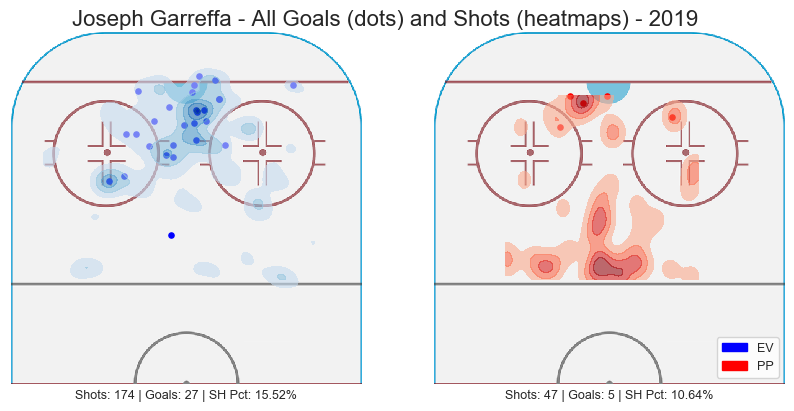 Joseph Garreffa - All Goals (dots) and Shots (heatmaps) - 2019
EV
PP
Shots: 174 | Goals: 27 | SH Pct: 15.52%
Shots: 47 | Goals: 5 | SH Pct: 10.64%